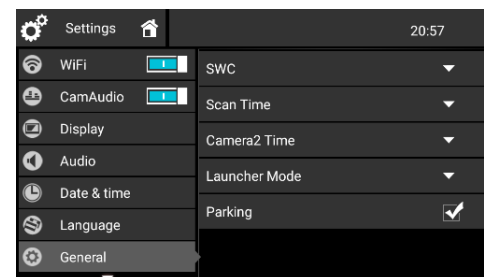 Settings
20:57
WiFi
CamAudio
Display
Audio
Date & time
Language
General
SWC
Scan Time
Camera2 Time
Launcher Mode
Parking